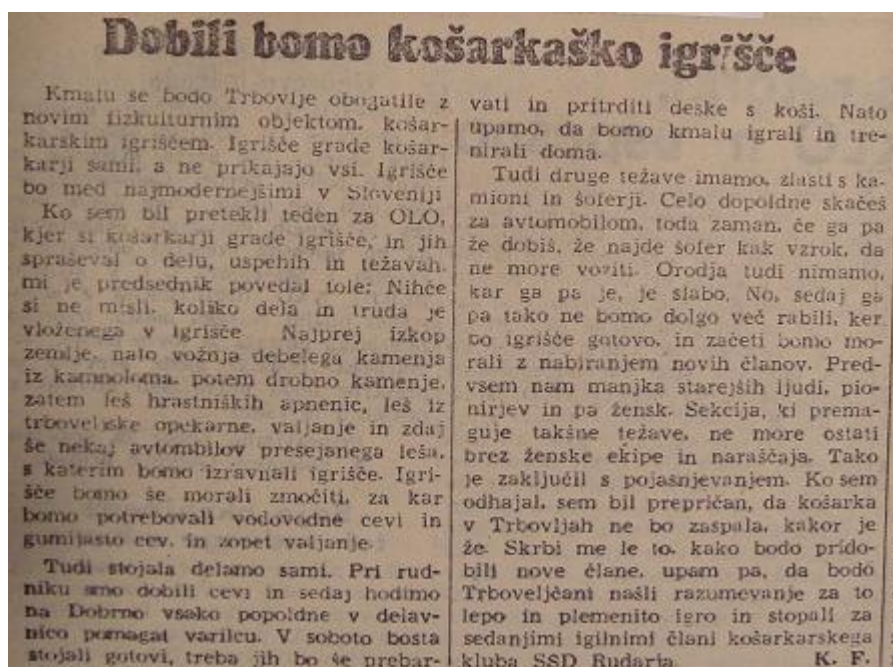 Dobili bomo košarkaško igrišče
Kmalu se bodo Trbovlje obogatile z
novim fizkulturnim objektom, košar-
karskim igriščem. Igrišče grade košar-
karji sami, a ne prikajajo vsi. Igrišče
bo med najmodernejšimi v Sloveniji
Ko sem bil pretekli teden za OLO,
kjer si košarkarji grade igrišče, in jih
spraševal o delu, uspehih in težavah,
mi je predsednik povedal tole: Nihče
si ne misli, koliko dela in truda je
vloženega v igrišče. Najprej izkop
zemlje, nato vožnja debelega kamenja
iz kamnoloma, potem drobno kamenje,
zatem leš hrastniških apnenic, leš iz
trboveljske opekarne, valjanje in zdaj
še nekaj avtombilov presejanega leša,
s katerim bomo izravnali igrišče. Igri-
šče bomo še morali zmočiti, za kar
bomo potrebovali vodovodne cevi in
gumijasto cev, in zopet valjanje.
Tudi stojala delamo sami. Pri rud-
niku smo dobili cevi in sedaj hodimo
na Dobrno vsako popoldne v delav-
nico pomagat varilcu. V soboto bosta
stojali gotovi, treba jih bo še prebar-
vati in pritrditi deske s koši. Nato
upamo, da bomo kmalu igrali in tre-
nirali doma.
Tudi druge težave imamo, zlasti s ka-
mioni in šoferji. Celo dopoldne skačeš
za avtomobilom, toda zaman, če ga pa
že dobiš, že najde šofer kak vzrok, da
ne more voziti. Orodja tudi nimamo,
kar ga pa je, je slabo. No, sedaj ga
pa tako ne bomo dolgo več rabili, ker
bo igrišče gotovo, in začeti bomo mo-
rali z nabiranjem novih članov. Pred-
vsem nam manjka starejših ljudi, pio-
nirjev in pa žensk. Sekcija, ki prema-
guje takšne težave, ne more ostati
brez ženske ekipe in naraščaja. Tako
je zaključil s pojašnjevanjem. Ko sem
odhajal, sem bil prepričan, da košarka
v Trbovljah ne bo zaspala, kakor je
že. Skrbi me le to, kako bodo prido-
bili nove člane, upam pa, da bodo
Trboveljčani našli razumevanje za to
lepo in plemenito igro in stopali za
sedanjimi igilnimi člani košarkarskega
kluba SSD Rudarja. K. F.